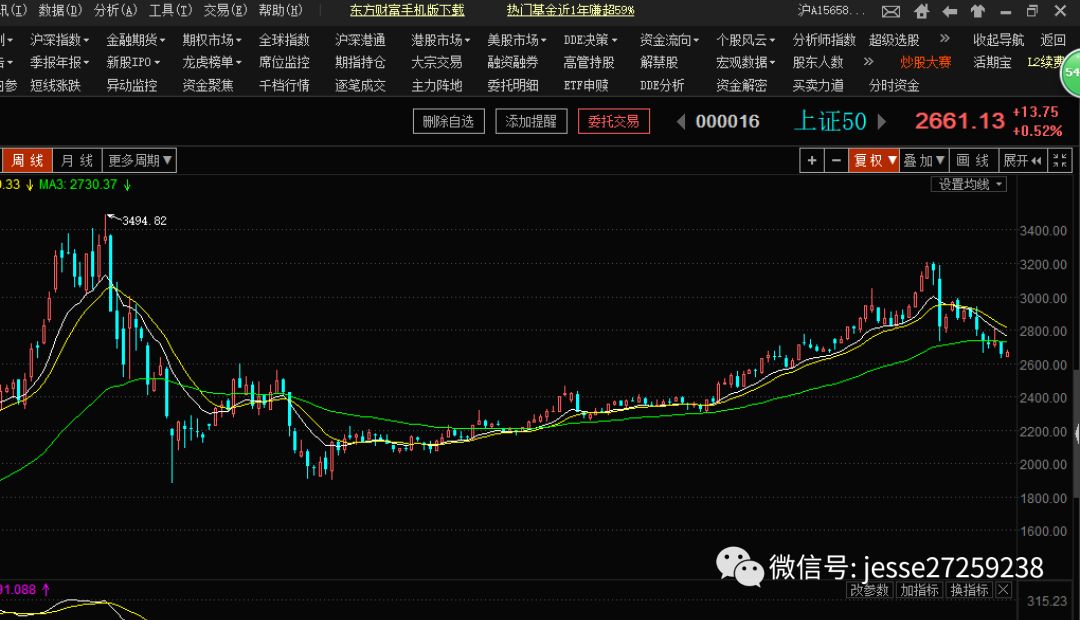 讯(I) 数据(D) 分析(A) 工具(T) 交易(E) 帮助(H) 东方财富手机版下载 热门基金近1年赚超59% 沪A15658...
沪深指数 金融期货 期权市场 全球指数 沪深港通 港股市场 美股市场 DDE决策 资金流向 个股风云 分析师指数 超级选股 » 收起导航 返回
季报年报 新股IPO 龙虎榜单 席位监控 期指持仓 大宗交易 融资融券 高管持股 解禁股 宏观数据 股东人数 » 炒股大赛 活期宝 L2续费
短线涨跌 异动监控 资金聚焦 千档行情 逐笔成交 主力阵地 委托明细 ETF申赎 DDE分析 资金解密 买卖力道 分时资金
54
删除自选 添加提醒 委托交易 000016 上证50 2661.13 +13.75
+0.52%
周线 月线 更多周期▼ + − 复权▼ 叠加▼ 画线 展开
0.33 ↓ MA3: 2730.37 ↓ 设置均线
3494.82
3400.00
3200.00
3000.00
2800.00
2600.00
2400.00
2200.00
2000.00
1800.00
1600.00
微信号: jesse27259238
91.088 ↑ 改参数 加指标 换指标 ×
315.23